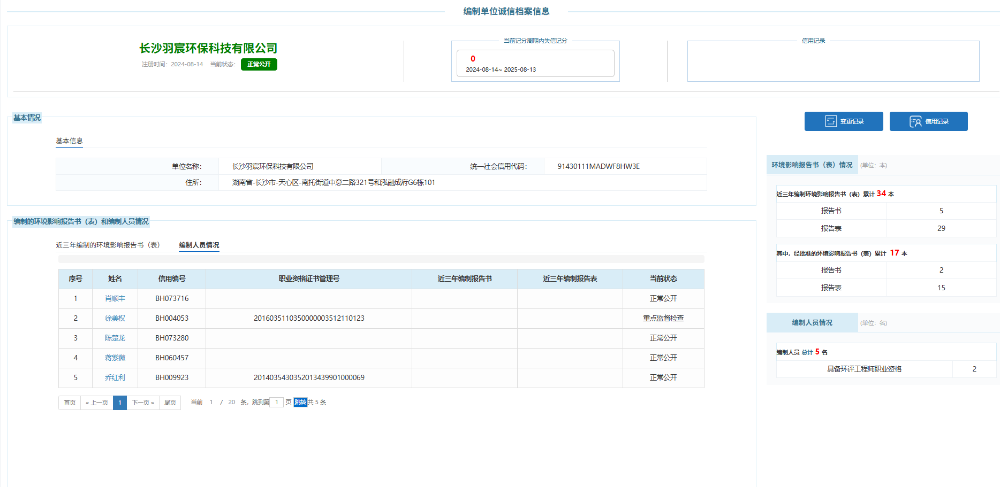 编制单位诚信档案信息
长沙羽宸环保科技有限公司
注册时间：2024-08-14 当前状态： 正常公开
当前记分周期内失信记分
0
2024-08-14~ 2025-08-13
信用记录
基本情况
变更记录 信用记录
基本信息
单位名称： 长沙羽宸环保科技有限公司 统一社会信用代码： 91430111MADWF8HW3E
住所： 湖南省-长沙市-天心区-南托街道中意二路321号和泓融成府G6栋101
编制的环境影响报告书（表）和编制人员情况
近三年编制的环境影响报告书（表） 编制人员情况
序号 姓名 信用编号 职业资格证书管理号 近三年编制报告书 近三年编制报告表 当前状态
1 肖顺丰 BH073716 正常公开
2 徐美权 BH004053 2016035110350000003512110123 重点监督检查
3 陈楚龙 BH073280 正常公开
4 蒋紫微 BH060457 正常公开
5 乔红利 BH009923 2014035430352013439901000069 正常公开
首页 « 上一页 1 下一页 » 尾页 当前 1 / 20 条, 跳到第 1 页 跳转 共 5 条
环境影响报告书（表）情况 (单位：本)
近三年编制环境影响报告书（表）累计 34 本
报告书 5
报告表 29
其中，经批准的环境影响报告书（表）累计 17 本
报告书 2
报告表 15
编制人员情况 (单位：名)
编制人员 总计 5 名
具备环评工程师职业资格 2